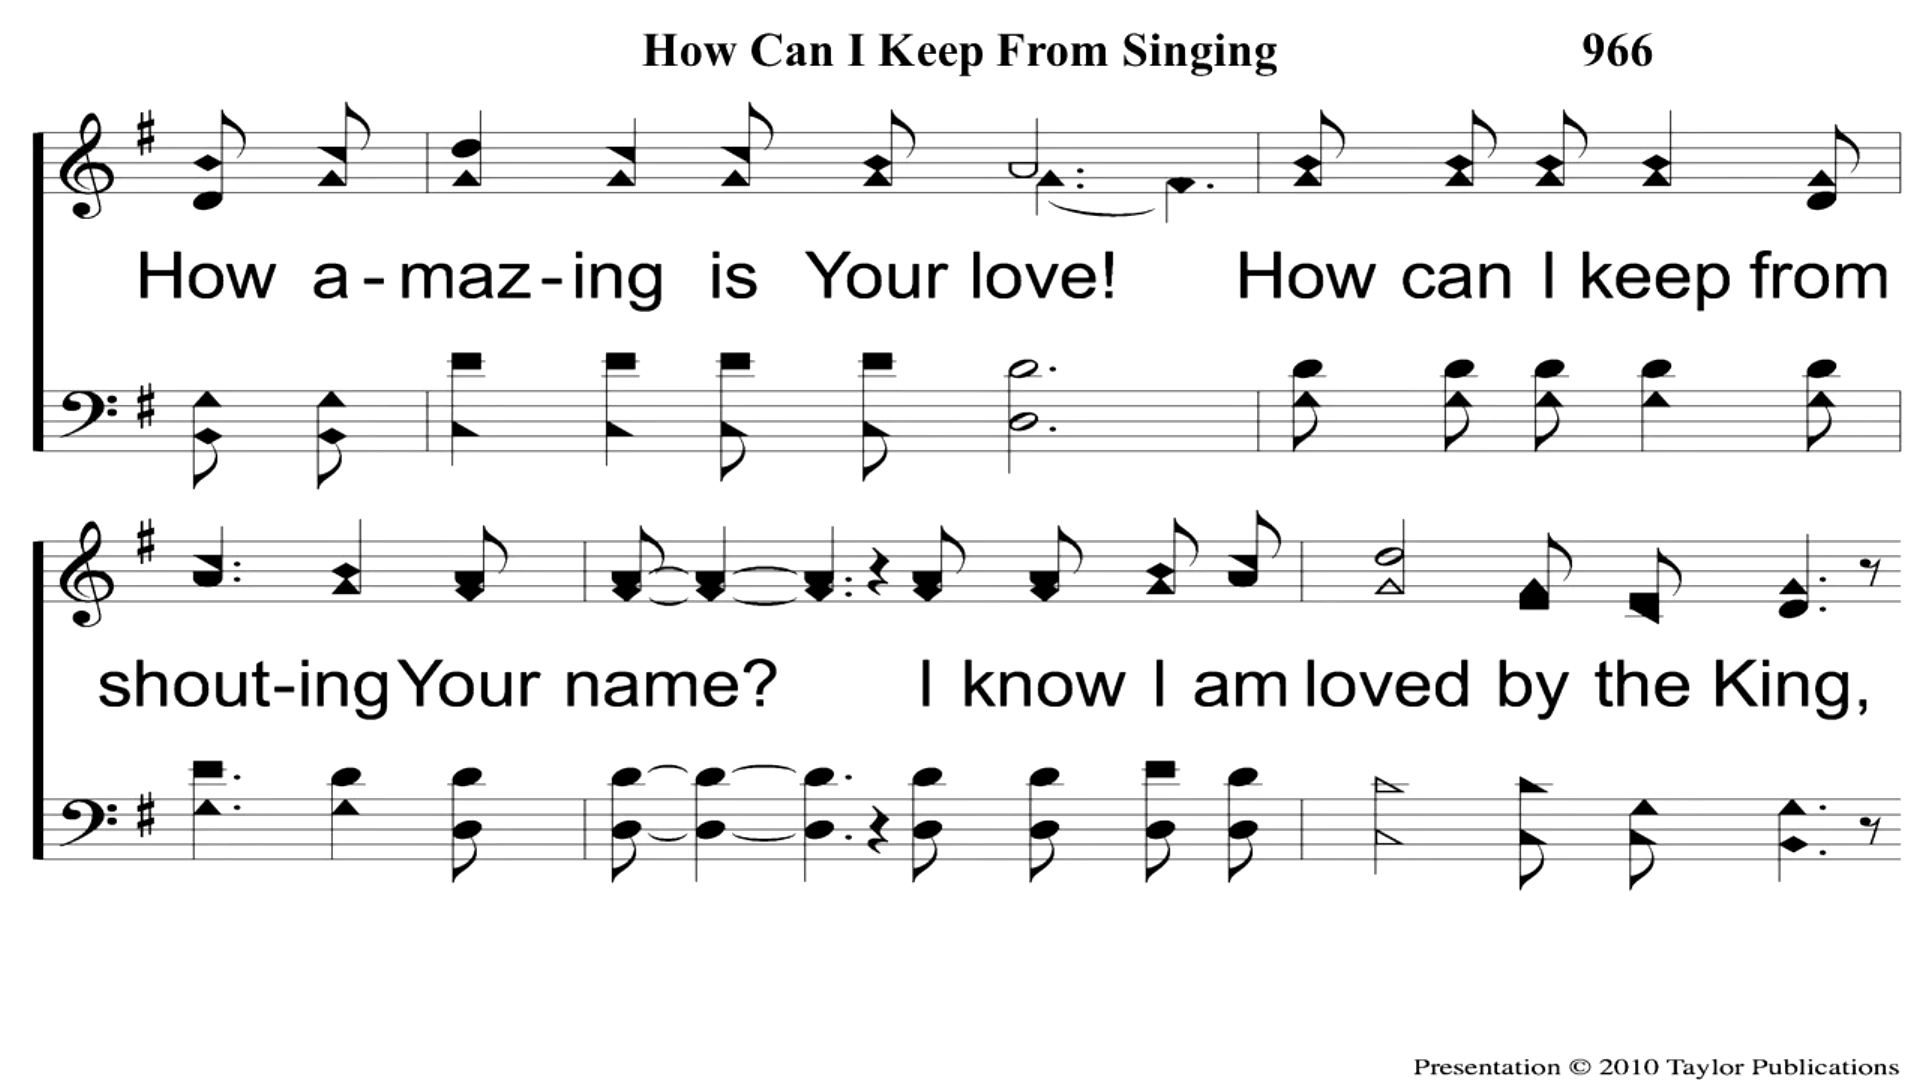 How Can I Keep From Singing 966
How a-maz-ing is Your love! How can I keep from
shout-ing Your name? I know I am loved by the King,
Presentation © 2010 Taylor Publications